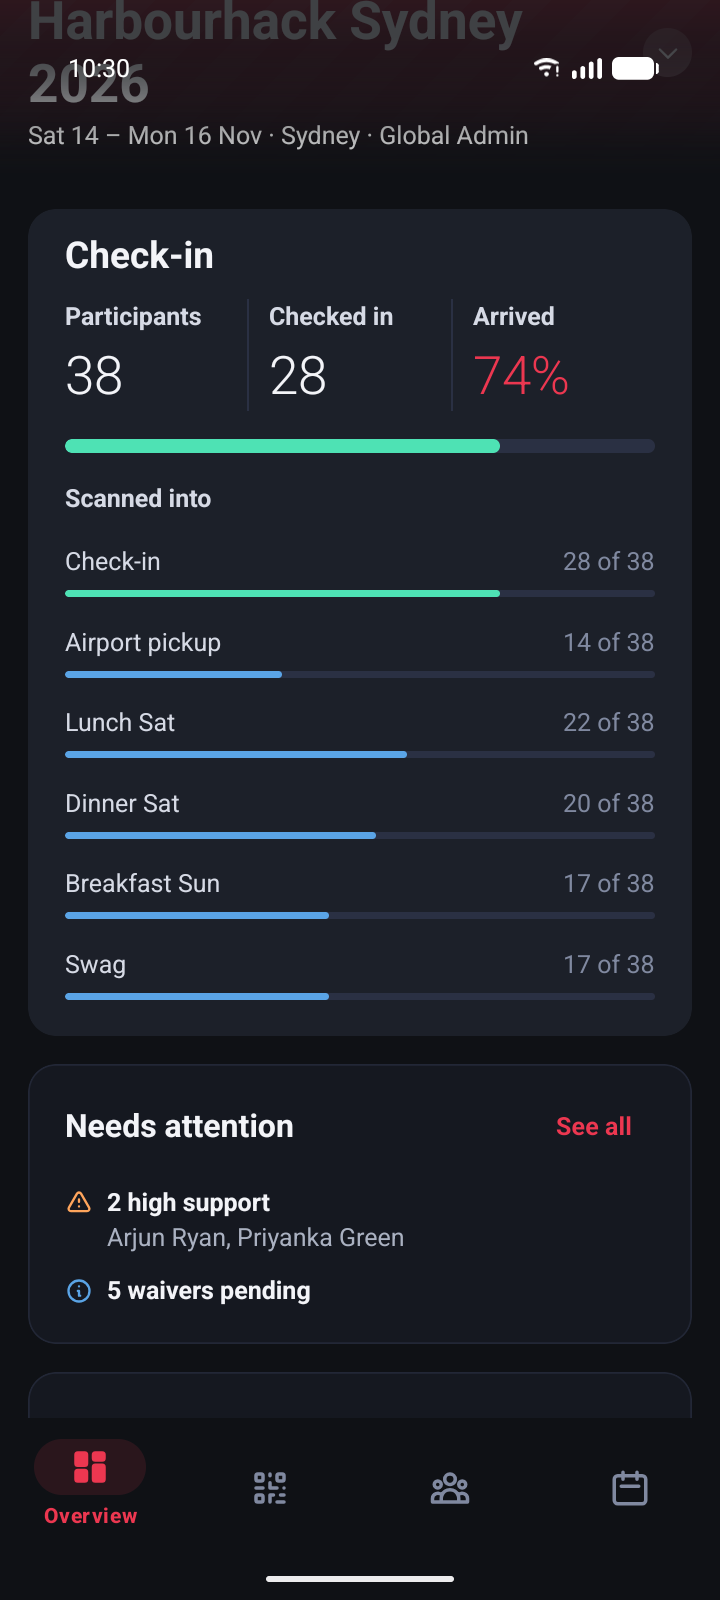 Harbourhack Sydney
2026
10:30
Sat 14 – Mon 16 Nov · Sydney · Global Admin
Check-in
Participants
Checked in
Arrived
38
28
74%
Scanned into
Check-in
28 of 38
Airport pickup
14 of 38
Lunch Sat
22 of 38
Dinner Sat
20 of 38
Breakfast Sun
17 of 38
Swag
17 of 38
Needs attention
See all
2 high support
Arjun Ryan, Priyanka Green
5 waivers pending
Overview